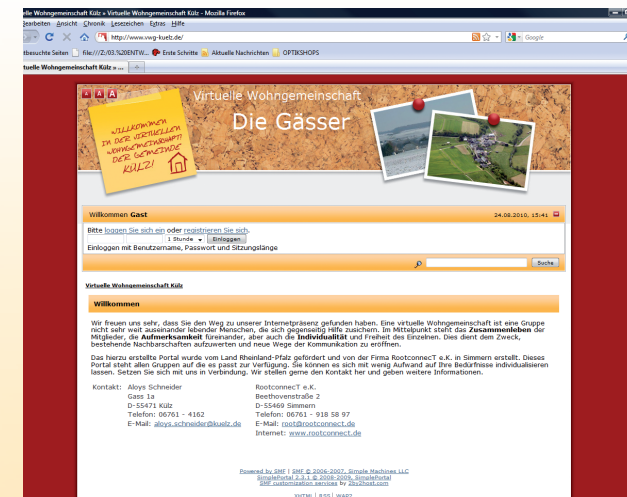 elle Wohngemeinschaft Külz » Virtuelle Wohngemeinschaft Külz - Mozilla Firefox
Bearbeiten Ansicht Chronik Lesezeichen Extras Hilfe
http://www.vwg-kuelz.de/
Google
tbesuchte Seiten file:///Z:/03.%20ENTW... Erste Schritte Aktuelle Nachrichten OPTIKSHOPS
tuelle Wohngemeinschaft Külz » ...
A A A
Virtuelle Wohngemeinschaft
Die Gässer
WILLKOMMEN
IN DER VIRTUELLEN
WOHNGEMEINSCHAFT
DER GEMEINDE
KÜLZ!
Willkommen Gast
24.08.2010, 15:41
Bitte loggen Sie sich ein oder registrieren Sie sich.
1 Stunde Einloggen
Einloggen mit Benutzername, Passwort und Sitzungslänge
Suche
Virtuelle Wohngemeinschaft Külz
Willkommen
Wir freuen uns sehr, dass Sie den Weg zu unserer Internetpräsenz gefunden haben. Eine virtuelle Wohngemeinschaft ist eine Gruppe
nicht sehr weit auseinander lebender Menschen, die sich gegenseitig Hilfe zusichern. Im Mittelpunkt steht das Zusammenleben der
Mitglieder, die Aufmerksamkeit füreinander, aber auch die Individualität und Freiheit des Einzelnen. Dies dient dem Zweck,
bestehende Nachbarschaften aufzuwerten und neue Wege der Kommunikation zu eröffnen.
Das hierzu erstellte Portal wurde vom Land Rheinland-Pfalz gefördert und von der Firma RootconnecT e.K. in Simmern erstellt. Dieses
Portal steht allen Gruppen auf die es passt zur Verfügung. Sie können es sich mit wenig Aufwand auf Ihre Bedürfnisse individualisieren
lassen. Setzen Sie sich mit uns in Verbindung. Wir stellen gerne den Kontakt her und geben weitere Informationen.
Kontakt: Aloys Schneider
Gass 1a
D-55471 Külz
Telefon: 06761 - 4162
E-Mail: aloys.schneider@kuelz.de
RootconnecT e.K.
Beethovenstraße 2
D-55469 Simmern
Telefon: 06761 - 918 58 97
E-Mail: root@rootconnect.de
Internet: www.rootconnect.de
Powered by SMF | SMF © 2006-2007, Simple Machines LLC
SimplePortal 2.3.1 © 2008-2009, SimplePortal
SMF customization services by 2by2host.com
XHTML | RSS | WAP2